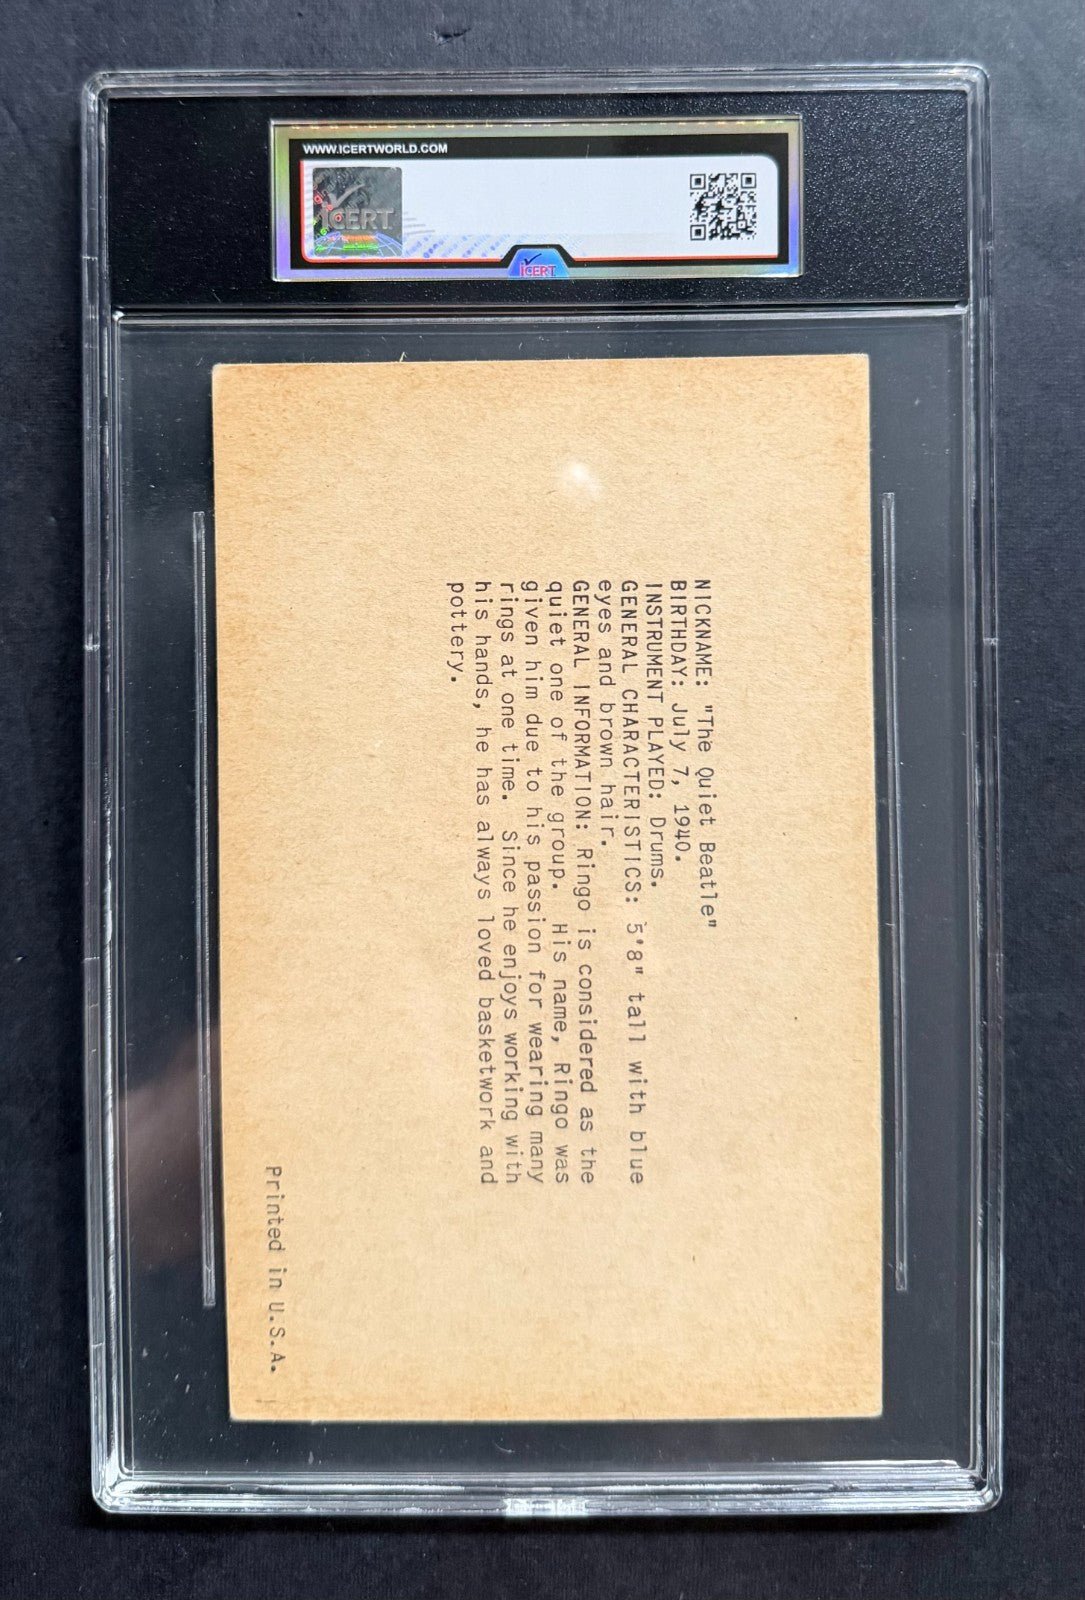 WWW.ICERTWORLD.COM
iCERT
iCERT
NICKNAME: "The Quiet Beatle"
BIRTHDAY: July 7, 1940.
INSTRUMENT PLAYED: Drums.
GENERAL CHARACTERISTICS: 5'8" tall with blue
eyes and brown hair.
GENERAL INFORMATION: Ringo is considered as the
quiet one of the group. His name, Ringo was
given him due to his passion for wearing many
rings at one time. Since he enjoys working with
his hands, he has always loved basketwork and
pottery.
Printed in U.S.A.